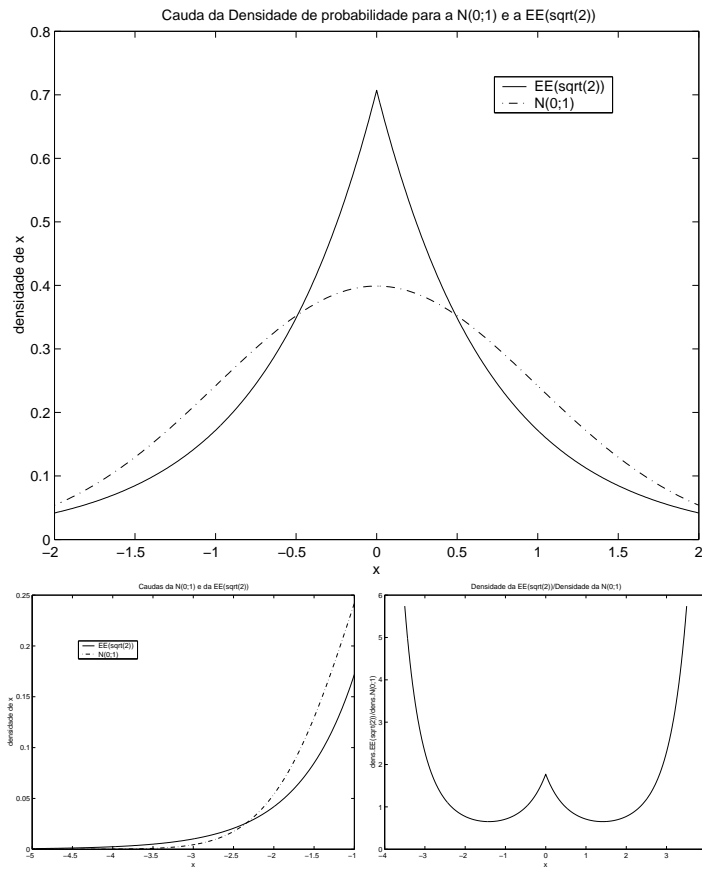 Cauda da Densidade de probabilidade para a N(0;1) e a EE(sqrt(2))
0.8
0.7
0.6
0.5
0.4
0.3
0.2
0.1
0
densidade de x
EE(sqrt(2))
N(0;1)
−2 −1.5 −1 −0.5 0 0.5 1 1.5 2
x
Caudas da N(0;1) e da EE(sqrt(2))
0.25
0.2
0.15
0.1
0.05
0
densidade de x
EE(sqrt(2))
N(0;1)
−5 −4.5 −4 −3.5 −3 −2.5 −2 −1.5 −1
x
Densidade da EE(sqrt(2))/Densidade da N(0;1)
6
5
4
3
2
1
0
dens.EE(sqrt(2))/dens.N(0;1)
−4 −3 −2 −1 0 1 2 3
x